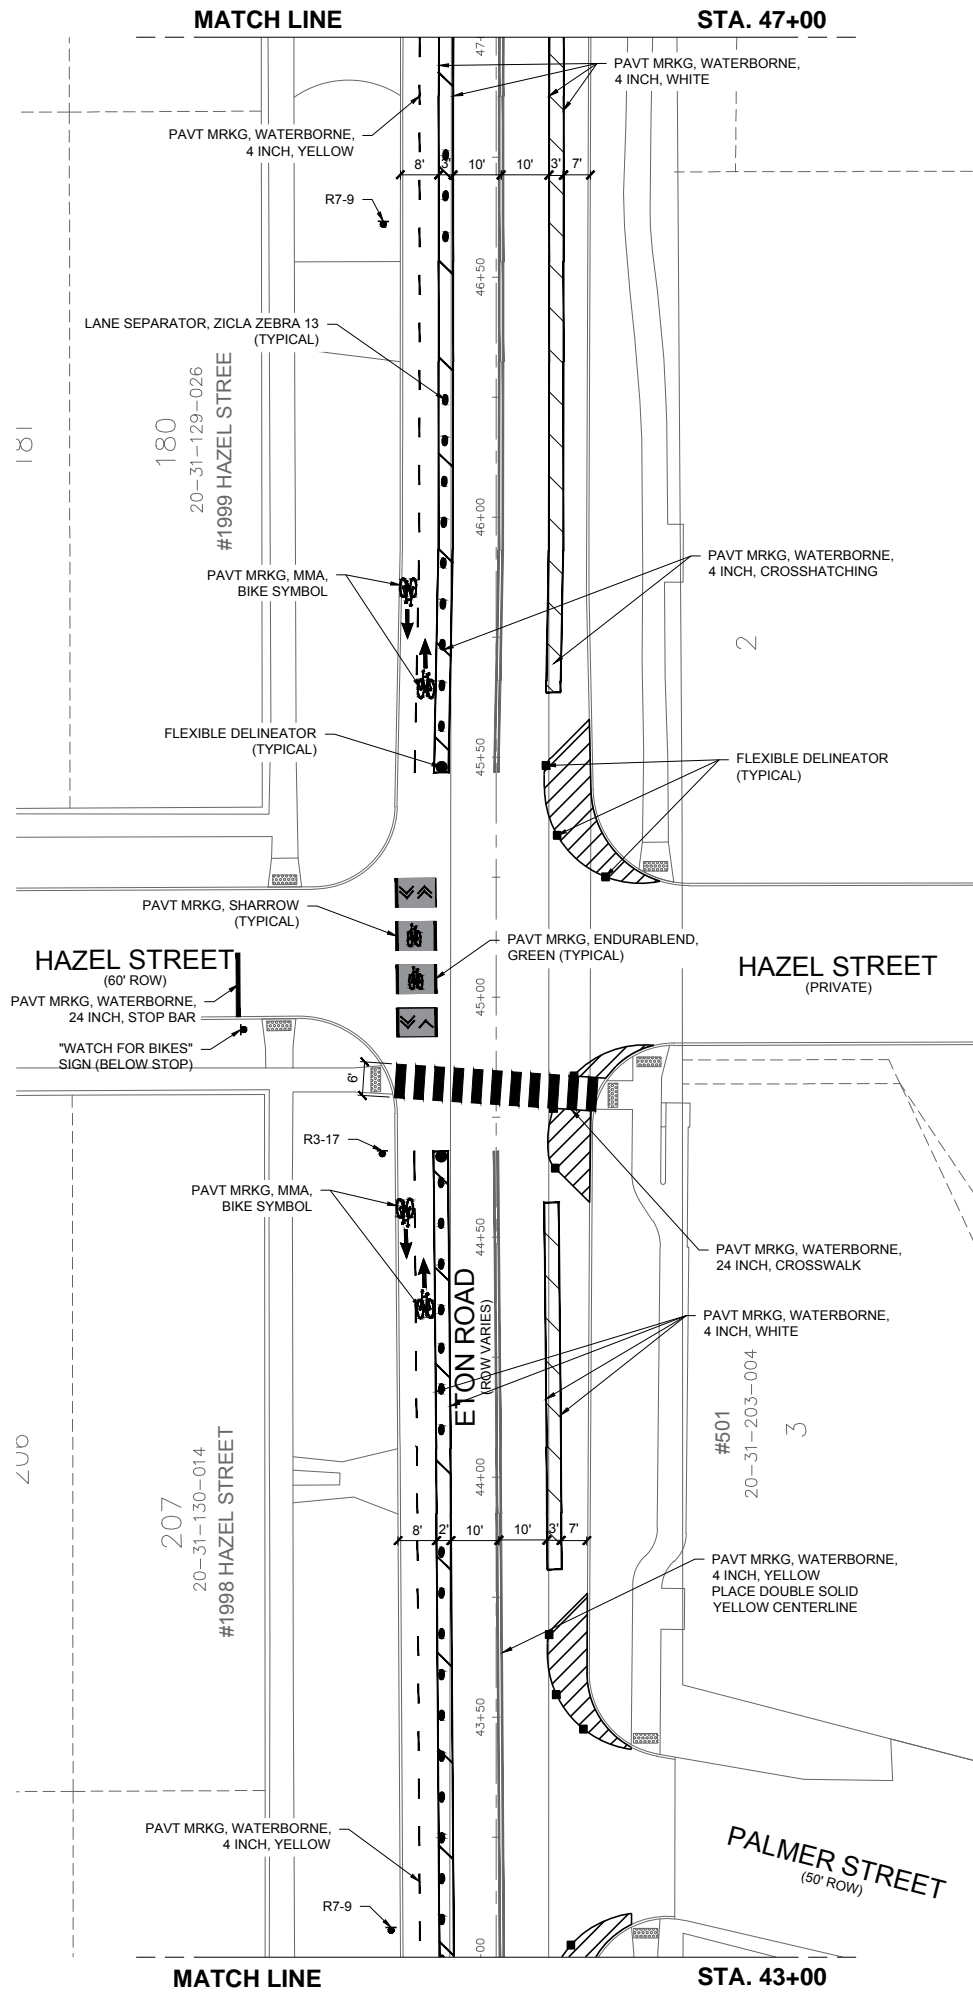 MATCH LINE
STA. 47+00
47-
PAVT MRKG, WATERBORNE,
4 INCH, WHITE
PAVT MRKG, WATERBORNE,
4 INCH, YELLOW
8'
3'
10'
10'
3'
7'
R7-9
46+50
LANE SEPARATOR, ZICLA ZEBRA 13
(TYPICAL)
181
180
20-31-129-026
#1999 HAZEL STREE
46+00
PAVT MRKG, WATERBORNE,
4 INCH, CROSSHATCHING
PAVT MRKG, MMA,
BIKE SYMBOL
2
FLEXIBLE DELINEATOR
(TYPICAL)
45+50
FLEXIBLE DELINEATOR
(TYPICAL)
PAVT MRKG, SHARROW
(TYPICAL)
PAVT MRKG, ENDURABLEND,
GREEN (TYPICAL)
HAZEL STREET
(60' ROW)
HAZEL STREET
(PRIVATE)
PAVT MRKG, WATERBORNE,
24 INCH, STOP BAR
45+00
"WATCH FOR BIKES"
SIGN (BELOW STOP)
6'
R3-17
PAVT MRKG, MMA,
BIKE SYMBOL
44+50
PAVT MRKG, WATERBORNE,
24 INCH, CROSSWALK
ETON ROAD
(ROW VARIES)
PAVT MRKG, WATERBORNE,
4 INCH, WHITE
#501
20-31-203-004
3
206
207
20-31-130-014
#1998 HAZEL STREET
44+00
8'
2'
10'
10'
3'
7'
PAVT MRKG, WATERBORNE,
4 INCH, YELLOW
PLACE DOUBLE SOLID
YELLOW CENTERLINE
43+50
PAVT MRKG, WATERBORNE,
4 INCH, YELLOW
PALMER STREET
(50' ROW)
R7-9
+00
MATCH LINE
STA. 43+00